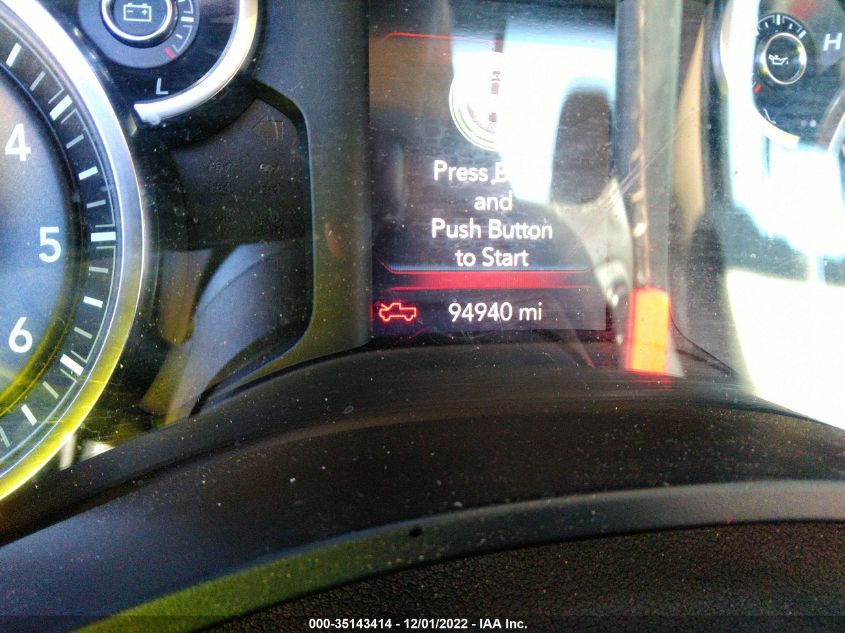 L
H
4
5
6
Press
and
Push Button
to Start
94940 mi
000-35143414 - 12/01/2022 - IAA Inc.